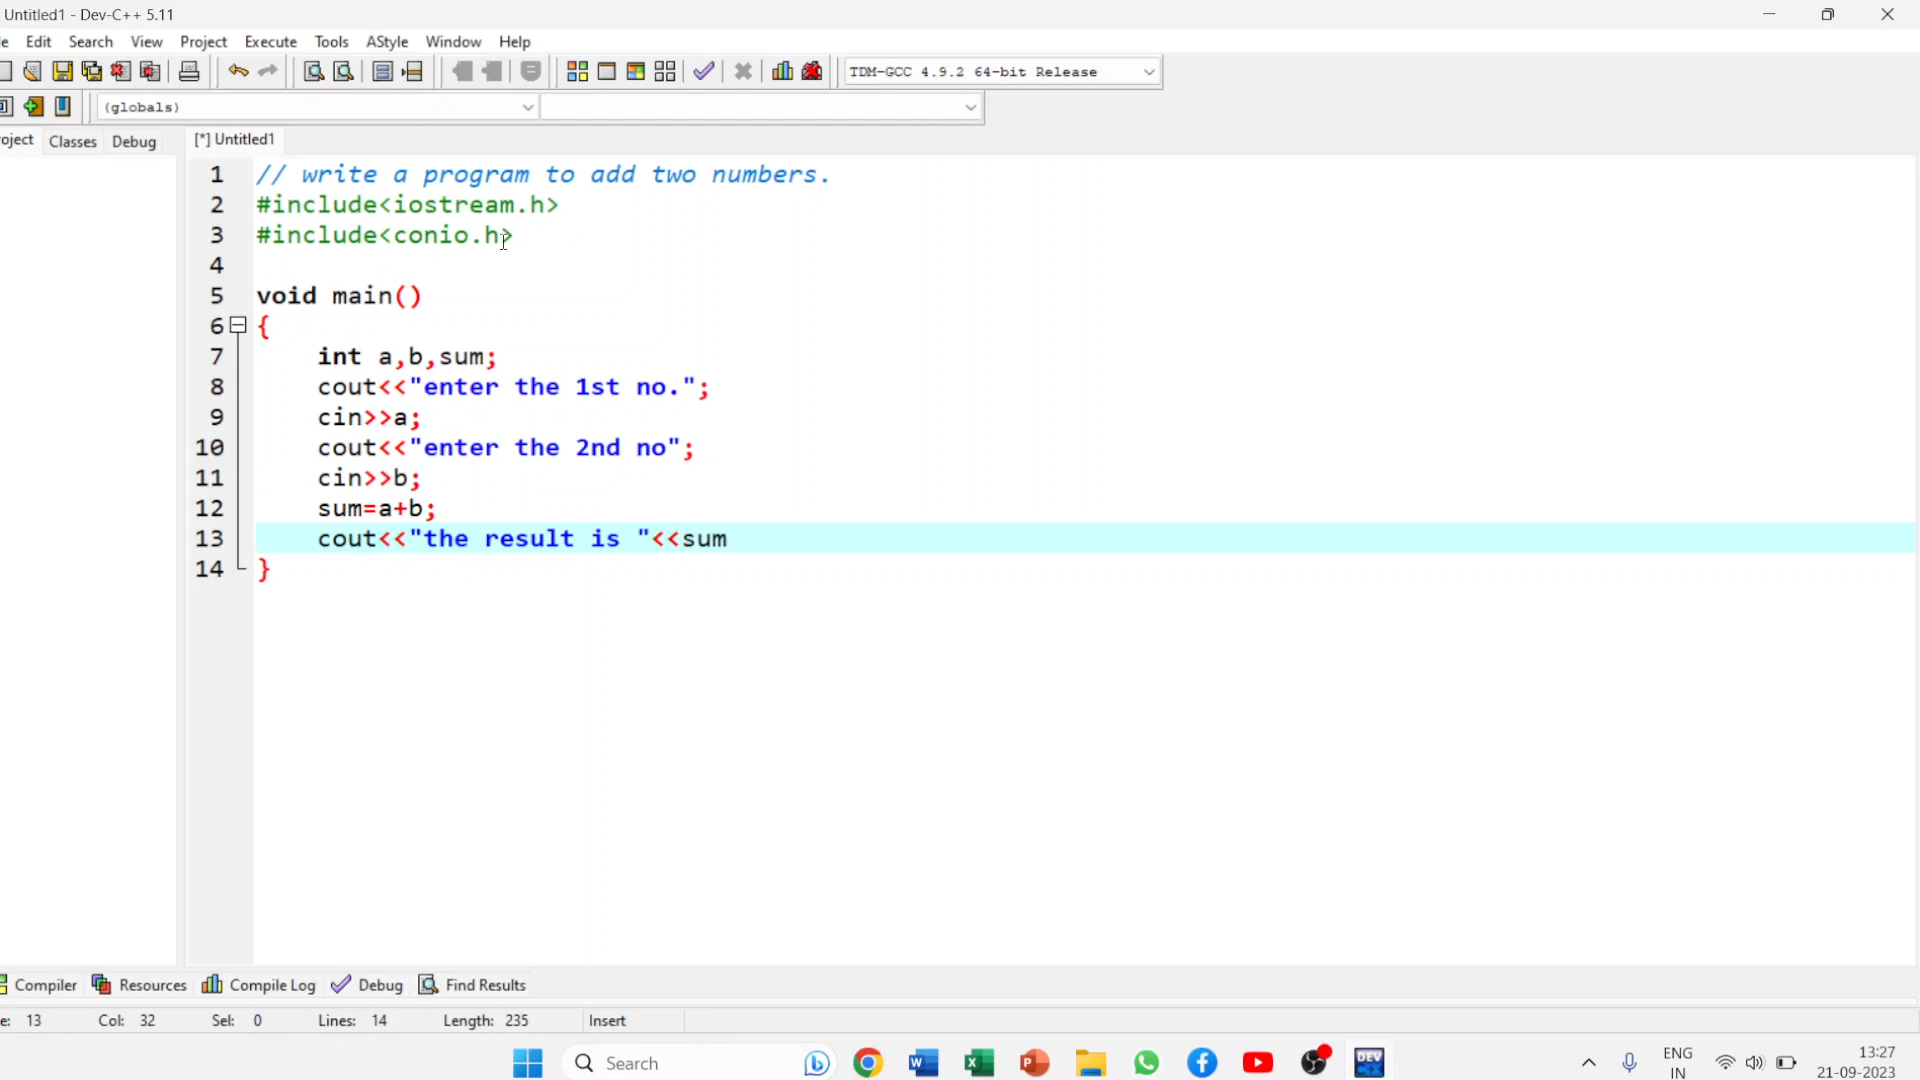 Untitled1 - Dev-C++ 5.11
Edit Search View Project Execute Tools AStyle Window Help
TDM-GCC 4.9.2 64-bit Release
(globals)
oject Classes Debug [*] Untitled1
1 // write a program to add two numbers.
2 #include<iostream.h>
3 #include<conio.h>
4
5 void main()
6 {
7 int a,b,sum;
8 cout<<"enter the 1st no.";
9 cin>>a;
10 cout<<"enter the 2nd no";
11 cin>>b;
12 sum=a+b;
13 cout<<"the result is "<<sum
14 }
Compiler Resources Compile Log Debug Find Results
e: 13 Col: 32 Sel: 0 Lines: 14 Length: 235 Insert
Search
DEV
ENG
IN
13:27
21-09-2023